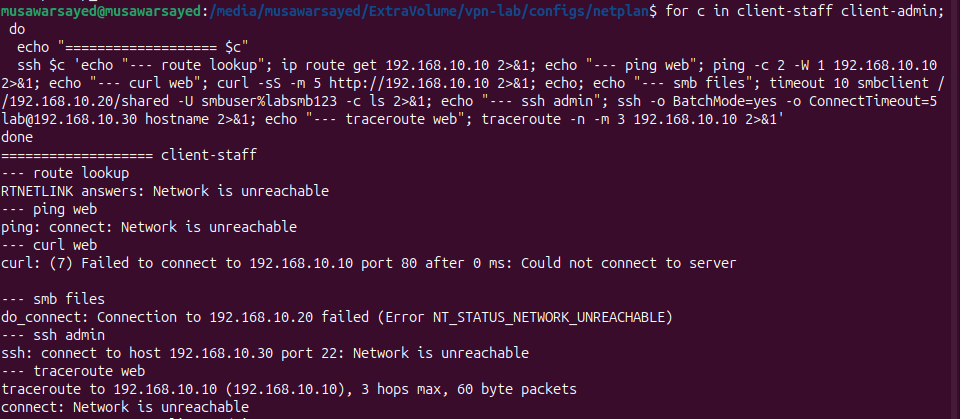 musawarsayed@musawarsayed:/media/musawarsayed/ExtraVolume/vpn-lab/configs/netplan$ for c in client-staff client-admin;
 do
  echo "=================== $c"
  ssh $c 'echo "--- route lookup"; ip route get 192.168.10.10 2>&1; echo "--- ping web"; ping -c 2 -W 1 192.168.10.10
2>&1; echo "--- curl web"; curl -sS -m 5 http://192.168.10.10 2>&1; echo; echo "--- smb files"; timeout 10 smbclient /
/192.168.10.20/shared -U smbuser%labsmb123 -c ls 2>&1; echo "--- ssh admin"; ssh -o BatchMode=yes -o ConnectTimeout=5
lab@192.168.10.30 hostname 2>&1; echo "--- traceroute web"; traceroute -n -m 3 192.168.10.10 2>&1'
done
=================== client-staff
--- route lookup
RTNETLINK answers: Network is unreachable
--- ping web
ping: connect: Network is unreachable
--- curl web
curl: (7) Failed to connect to 192.168.10.10 port 80 after 0 ms: Could not connect to server

--- smb files
do_connect: Connection to 192.168.10.20 failed (Error NT_STATUS_NETWORK_UNREACHABLE)
--- ssh admin
ssh: connect to host 192.168.10.30 port 22: Network is unreachable
--- traceroute web
traceroute to 192.168.10.10 (192.168.10.10), 3 hops max, 60 byte packets
connect: Network is unreachable